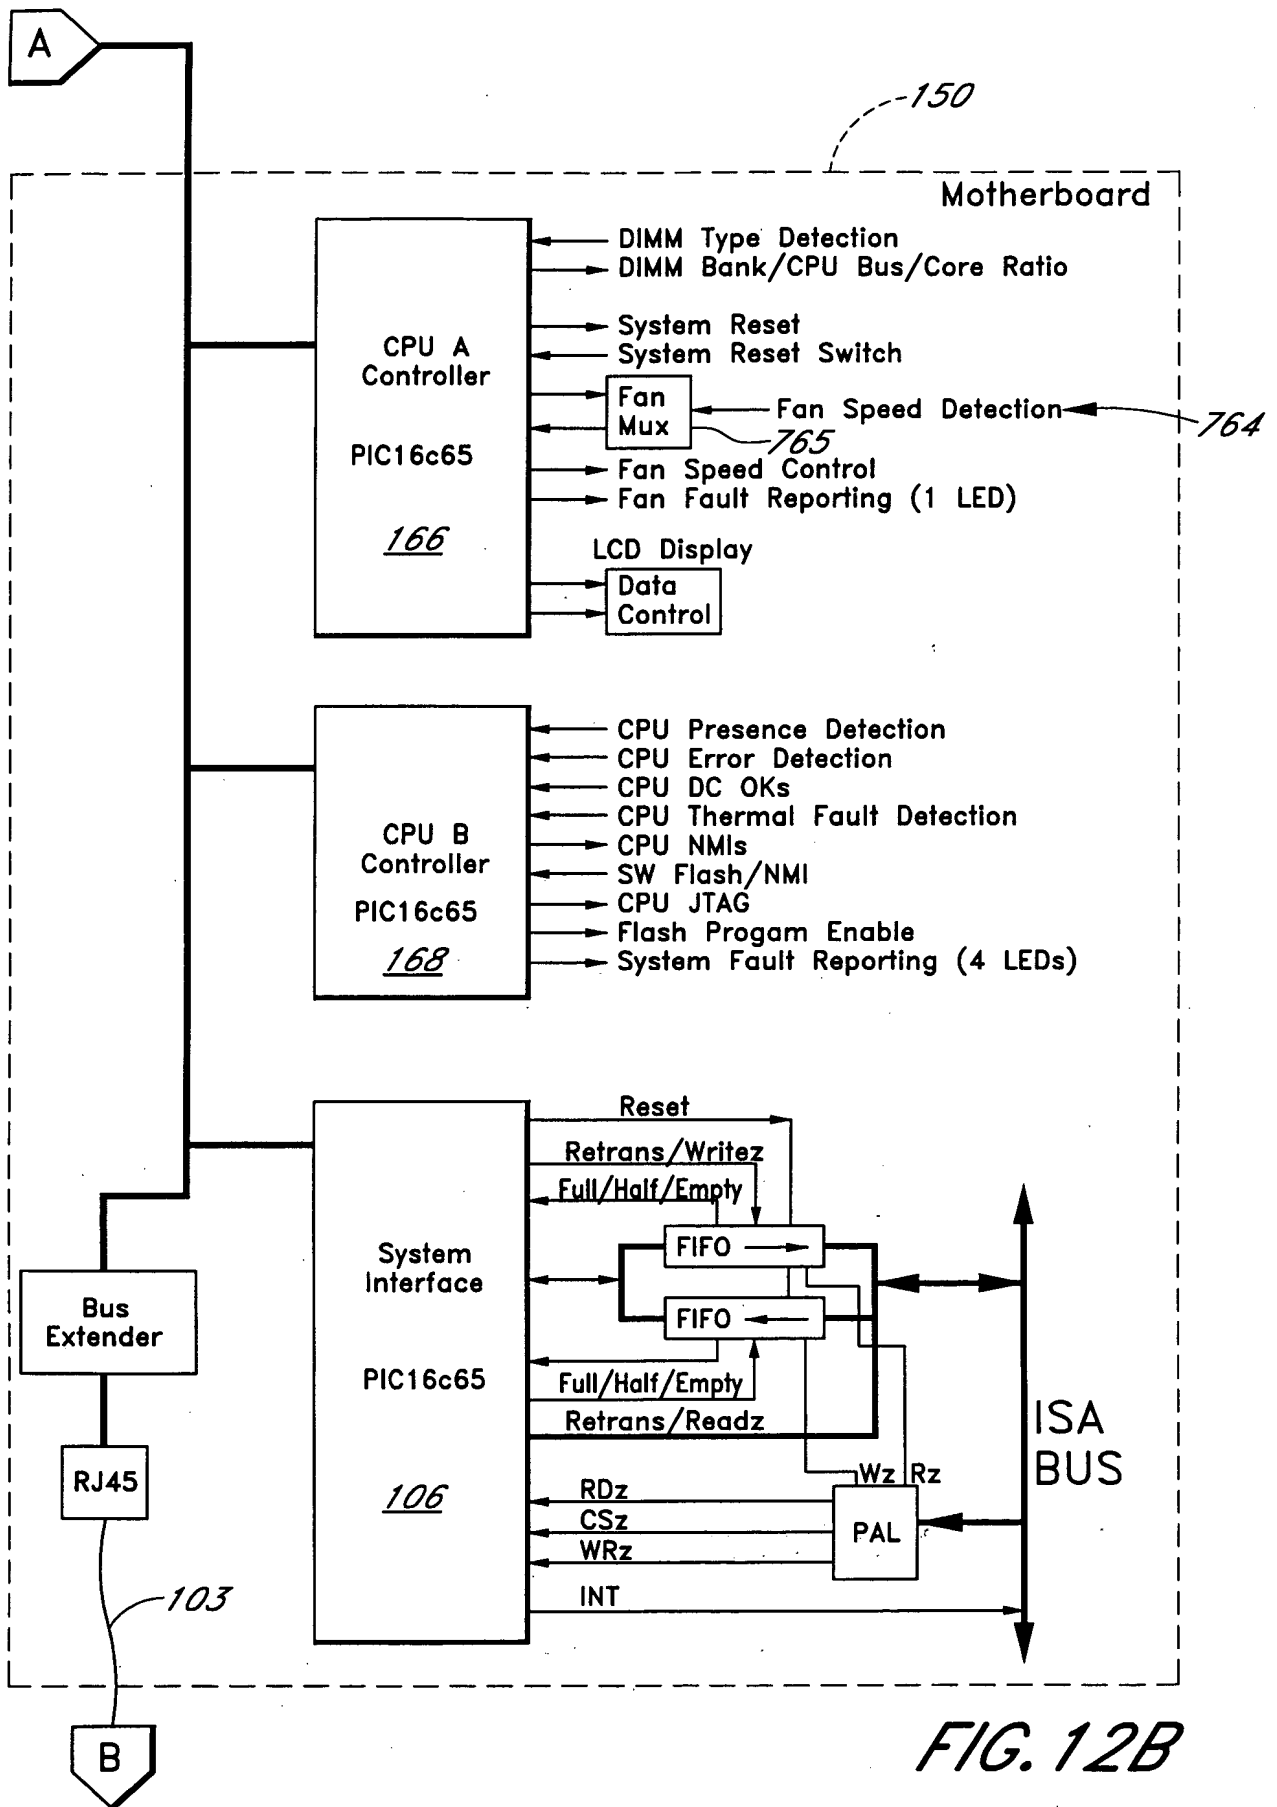 A
150
Motherboard
DIMM Type Detection
DIMM Bank/CPU Bus/Core Ratio
System Reset
System Reset Switch
CPU A
Controller
PIC16c65
166
Fan
Mux
Fan Speed Detection
764
765
Fan Speed Control
Fan Fault Reporting (1 LED)
LCD Display
Data
Control
CPU Presence Detection
CPU Error Detection
CPU DC OKs
CPU Thermal Fault Detection
CPU NMIs
SW Flash/NMI
CPU JTAG
Flash Progam Enable
System Fault Reporting (4 LEDs)
CPU B
Controller
PIC16c65
168
Reset
Retrans/Writez
Full/Half/Empty
FIFO
System
Interface
FIFO
PIC16c65
Full/Half/Empty
Retrans/Readz
106
Wz Rz
RDz
CSz
WRz
PAL
INT
ISA
BUS
Bus
Extender
RJ45
103
B
FIG. 12B